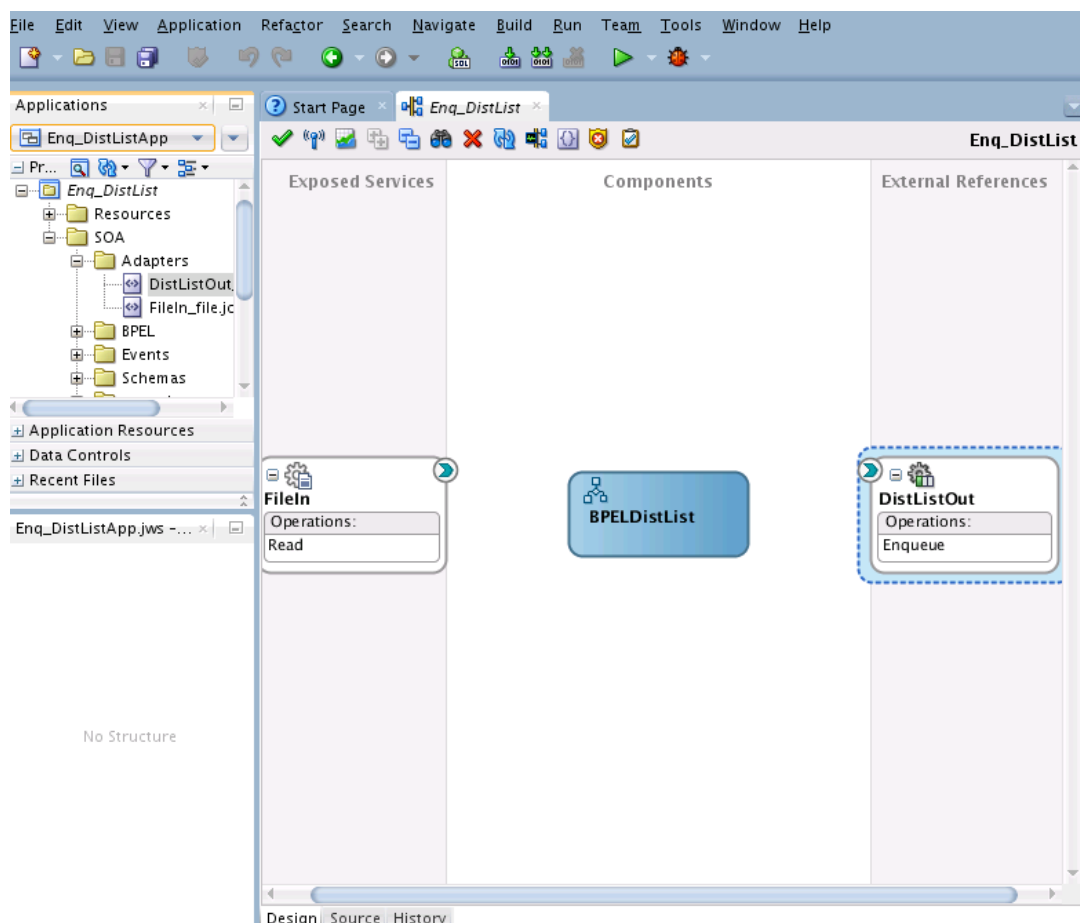 File Edit View Application Refactor Search Navigate Build Run Team Tools Window Help
Applications
Start Page
Enq_DistList
Enq_DistListApp
Enq_DistList
Pr...
Enq_DistList
Resources
SOA
Adapters
DistListOut
FileIn_file.jc
BPEL
Events
Schemas
Application Resources
Data Controls
Recent Files
Enq_DistListApp.jws -...
No Structure
Exposed Services
Components
External References
FileIn
Operations:
Read
BPELDistList
DistListOut
Operations:
Enqueue
Design Source History